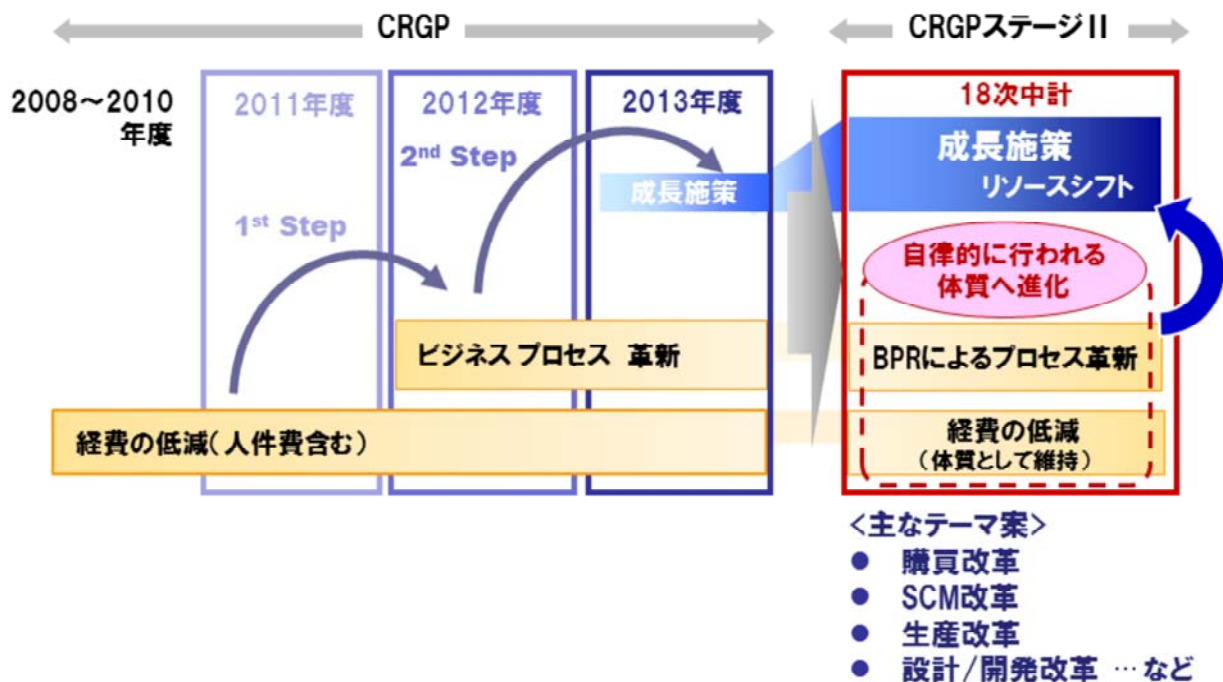 CRGP
CRGPステージⅡ
2008～2010
年度
2011年度
2012年度
2013年度
18次中計
1st Step
2nd Step
成長施策
成長施策
リソースシフト
自律的に行われる
体質へ進化
ビジネス プロセス 革新
BPRによるプロセス革新
経費の低減(人件費含む)
経費の低減
(体質として維持)
<主なテーマ案>
● 購買改革
● SCM改革
● 生産改革
● 設計/開発改革 …など